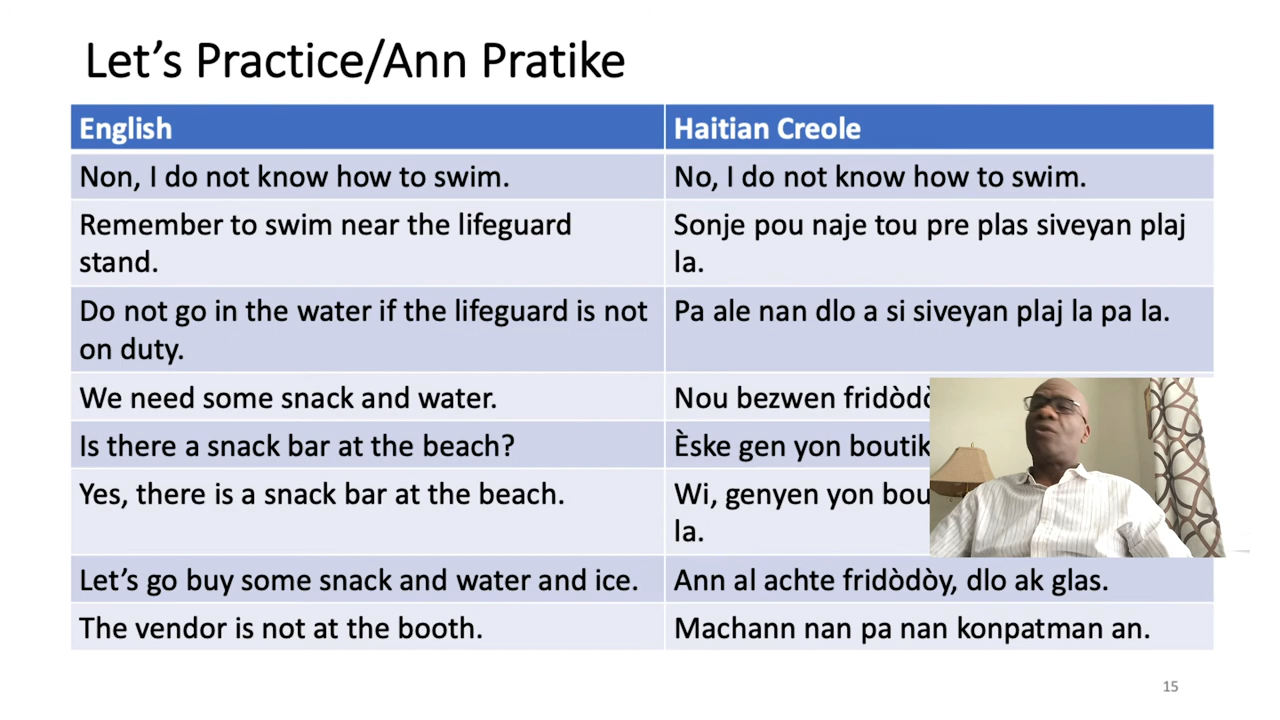 Let's Practice/Ann Pratike
English
Haitian Creole
Non, I do not know how to swim.
No, I do not know how to swim.
Remember to swim near the lifeguard
stand.
Sonje pou naje tou pre plas siveyan plaj
la.
Do not go in the water if the lifeguard is not
on duty.
Pa ale nan dlo a si siveyan plaj la pa la.
We need some snack and water.
Nou bezwen
Is there a snack bar at the beach?
Èske gen yon
Yes, there is a snack bar at the beach.
Wi, genyen yon
la.
Let's go buy some snack and water and ice.
Ann al achte fridòdòy, dlo ak glas.
The vendor is not at the booth.
Machann nan pa nan konpatman an.
15